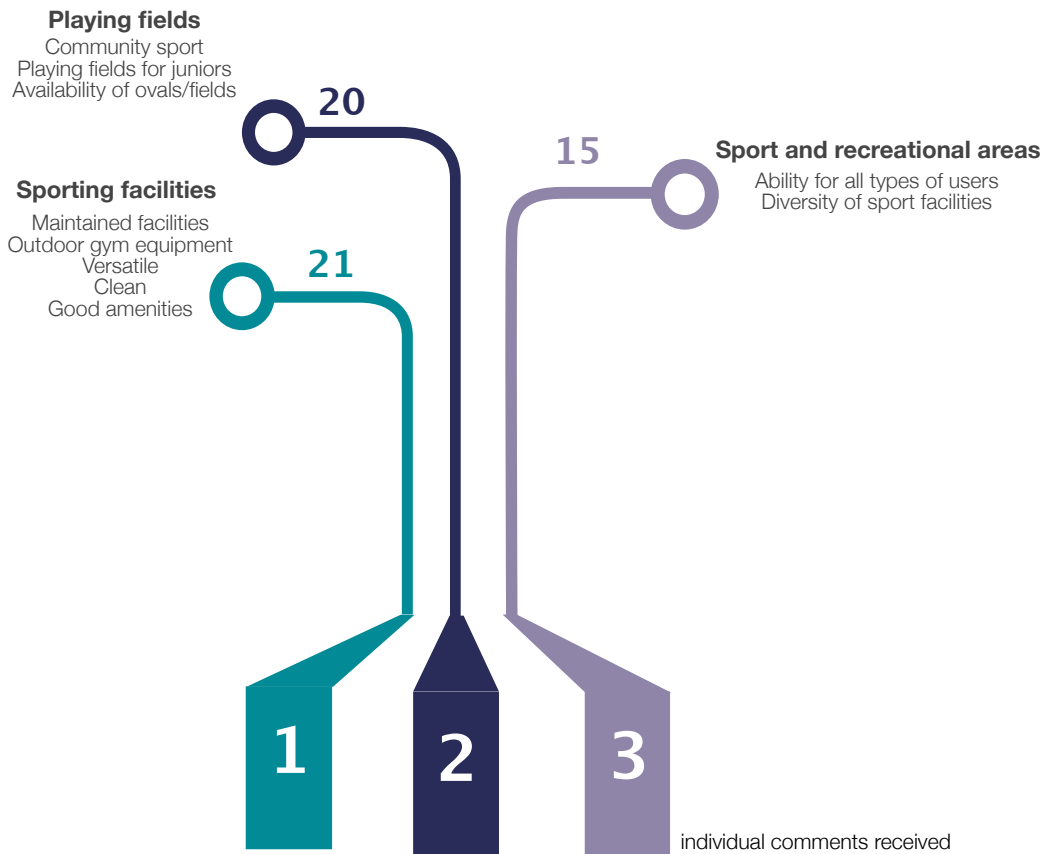 Playing fields
Community sport
Playing fields for juniors
Availability of ovals/fields
20
Sporting facilities
Maintained facilities
Outdoor gym equipment
Versatile
Clean
Good amenities
21
15
Sport and recreational areas
Ability for all types of users
Diversity of sport facilities
1
2
3
individual comments received